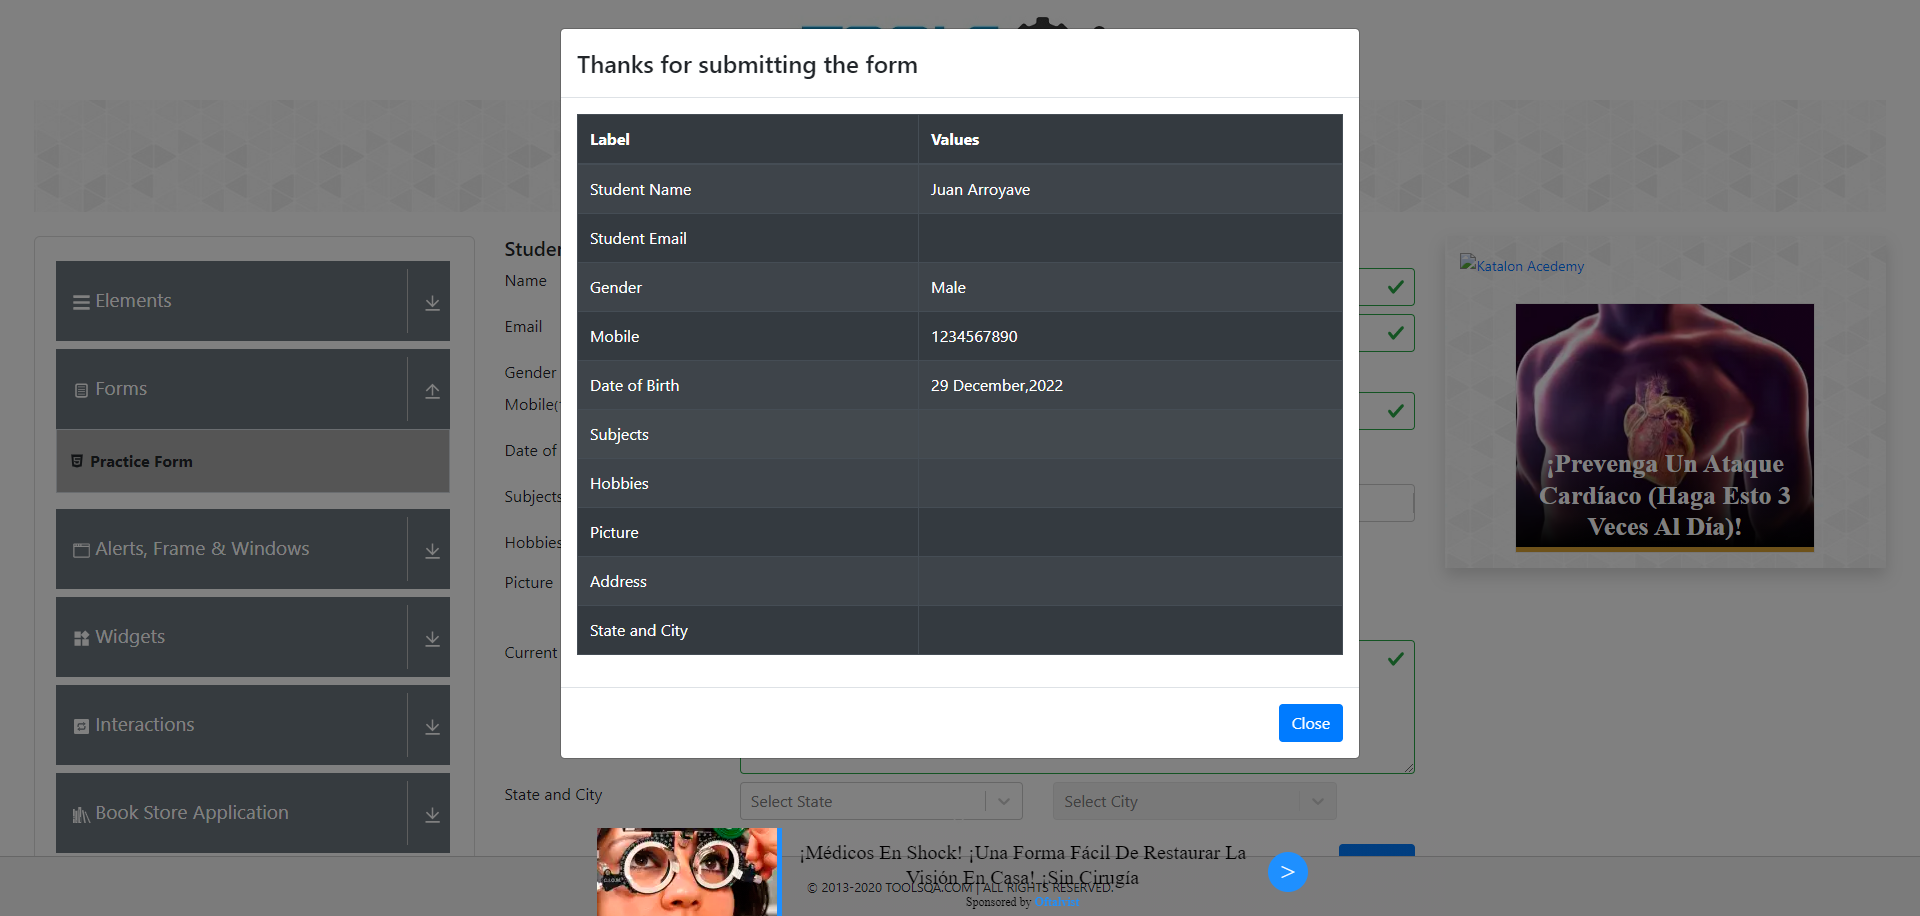 Thanks for submitting the form
Label Values
Student Name Juan Arroyave
Student Email
Gender Male
Mobile 1234567890
Date of Birth 29 December,2022
Subjects
Hobbies
Picture
Address
State and City
Close
Elements
Forms
Practice Form
Alerts, Frame & Windows
Widgets
Interactions
Book Store Application
Name
Email
Gender
Date of
Subjects
Hobbies
Picture
Current
State and City
Select State
Select City
Katalon Acedemy
¡Prevenga Un Ataque
Cardíaco (Haga Esto 3
Veces Al Día)!
¡Médicos En Shock! ¡Una Forma Fácil De Restaurar La
Visión En Casa! ¡Sin Cirugía
>
© 2013-2020 TOOLSQA.COM | ALL RIGHTS RESERVED.
Sponsored by